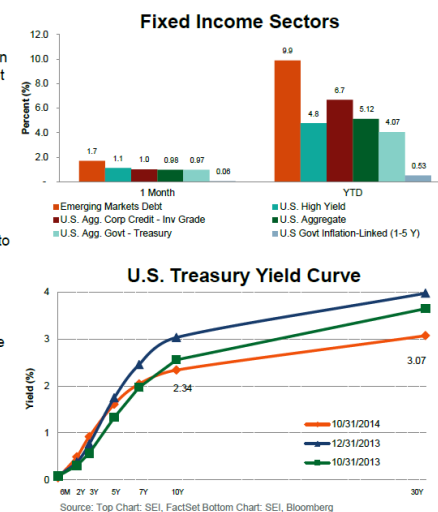 n
t
to
e
Fixed Income Sectors
12.0
10.0
8.0
6.0
4.0
2.0
-
Percent (%)
1.7
1.1
1.0
0.98
0.97
0.06
9.9
4.8
6.7
5.12
4.07
0.53
1 Month
YTD
Emerging Markets Debt
U.S. High Yield
U.S. Agg. Corp Credit - Inv Grade
U.S. Aggregate
U.S. Agg. Govt - Treasury
U.S Govt Inflation-Linked (1-5 Y)
U.S. Treasury Yield Curve
4
3
2
1
0
Yield (%)
2.34
3.07
10/31/2014
12/31/2013
10/31/2013
6M 2Y 3Y 5Y 7Y 10Y 30Y
Source: Top Chart: SEI, FactSet Bottom Chart: SEI, Bloomberg